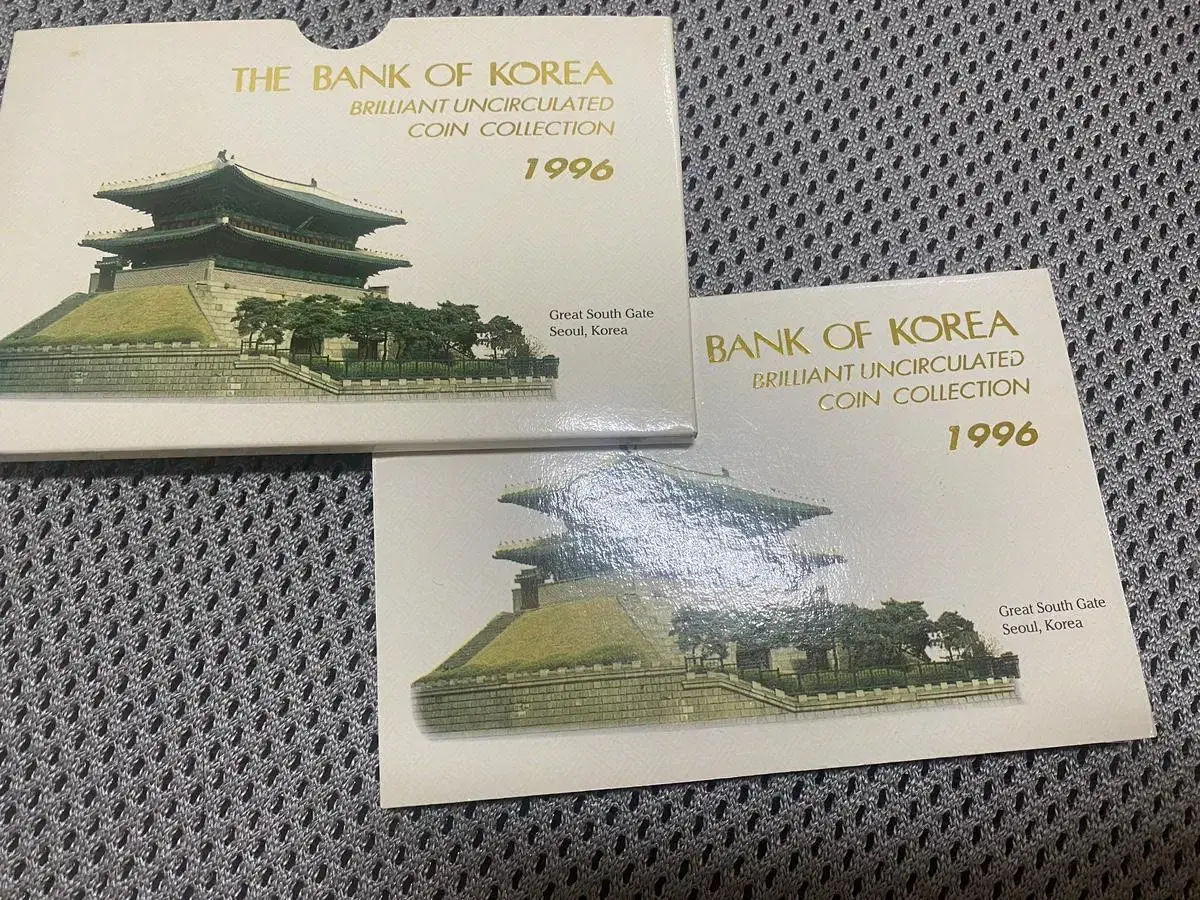 THE BANK OF KOREA
BRILLIANT UNCIRCULATED
COIN COLLECTION
1996
Great South Gate
Seoul, Korea
BANK OF KOREA
BRILLIANT UNCIRCULATED
COIN COLLECTION
1996
Great South Gate
Seoul, Korea